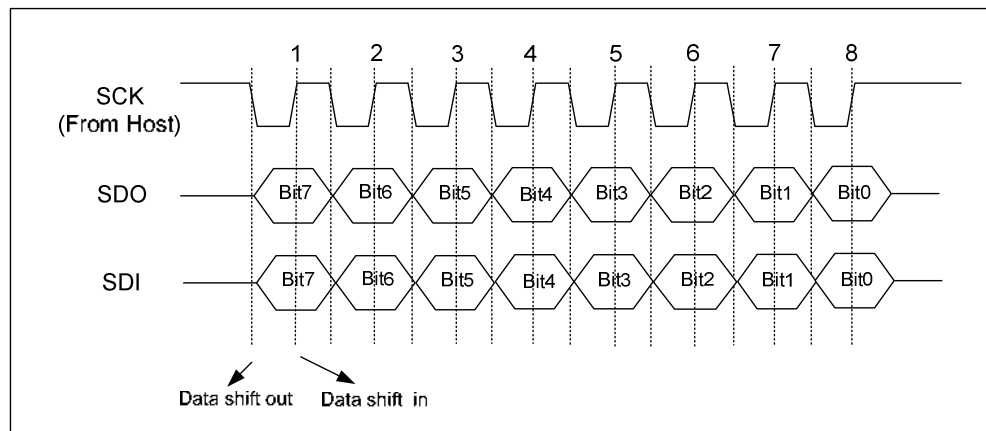 1 2 3 4 5 6 7 8
SCK
(From Host)
SDO Bit7 Bit6 Bit5 Bit4 Bit3 Bit2 Bit1 Bit0
SDI Bit7 Bit6 Bit5 Bit4 Bit3 Bit2 Bit1 Bit0
Data shift out Data shift in